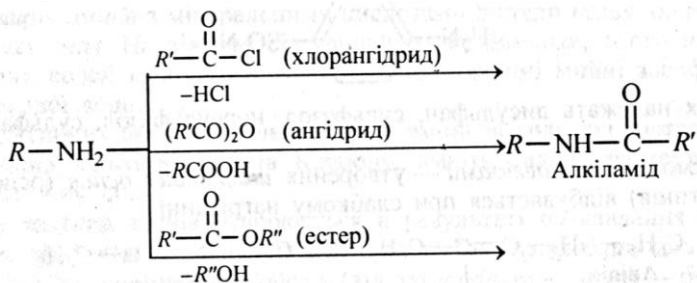 O
R'—C—Cl (хлорангідрид)
–HCl
(R'CO)₂O (ангідрид)
R—NH₂
–RCOOH
O
R'—C—OR" (естер)
–R"OH
O
R—NH—C—R'
Алкіламід